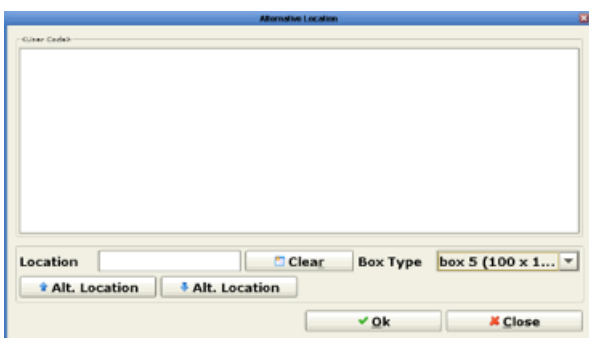 Alternative Location
<User Code>
Location Clear Box Type box 5 (100 x 1...
Alt. Location Alt. Location
Ok Close